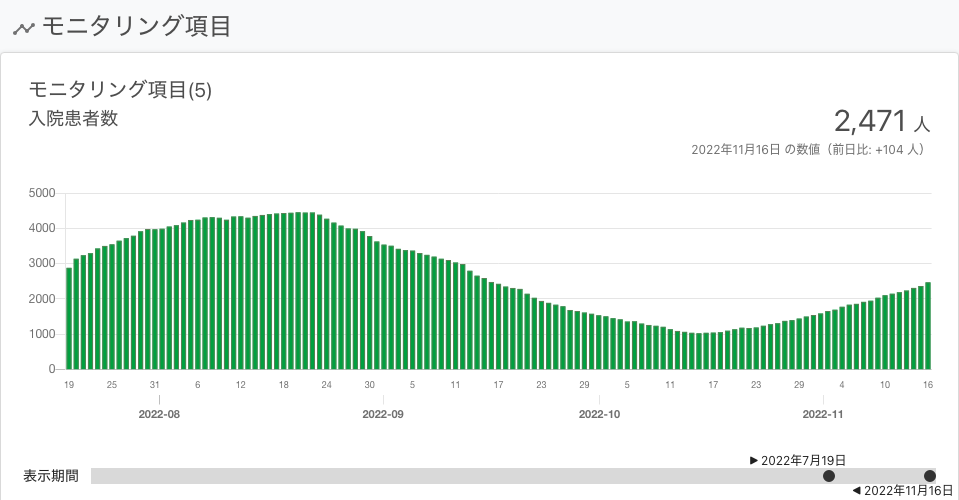 モニタリング項目
モニタリング項目(5)
入院患者数
2,471 人
2022年11月16日 の数値（前日比: +104 人）
5000
4000
3000
2000
1000
0
19 25 31 6 12 18 24 30 5 11 17 23 29 5 11 17 23 29 4 10 16
2022-08 2022-09 2022-10 2022-11
2022年7月19日
表示期間
2022年11月16日